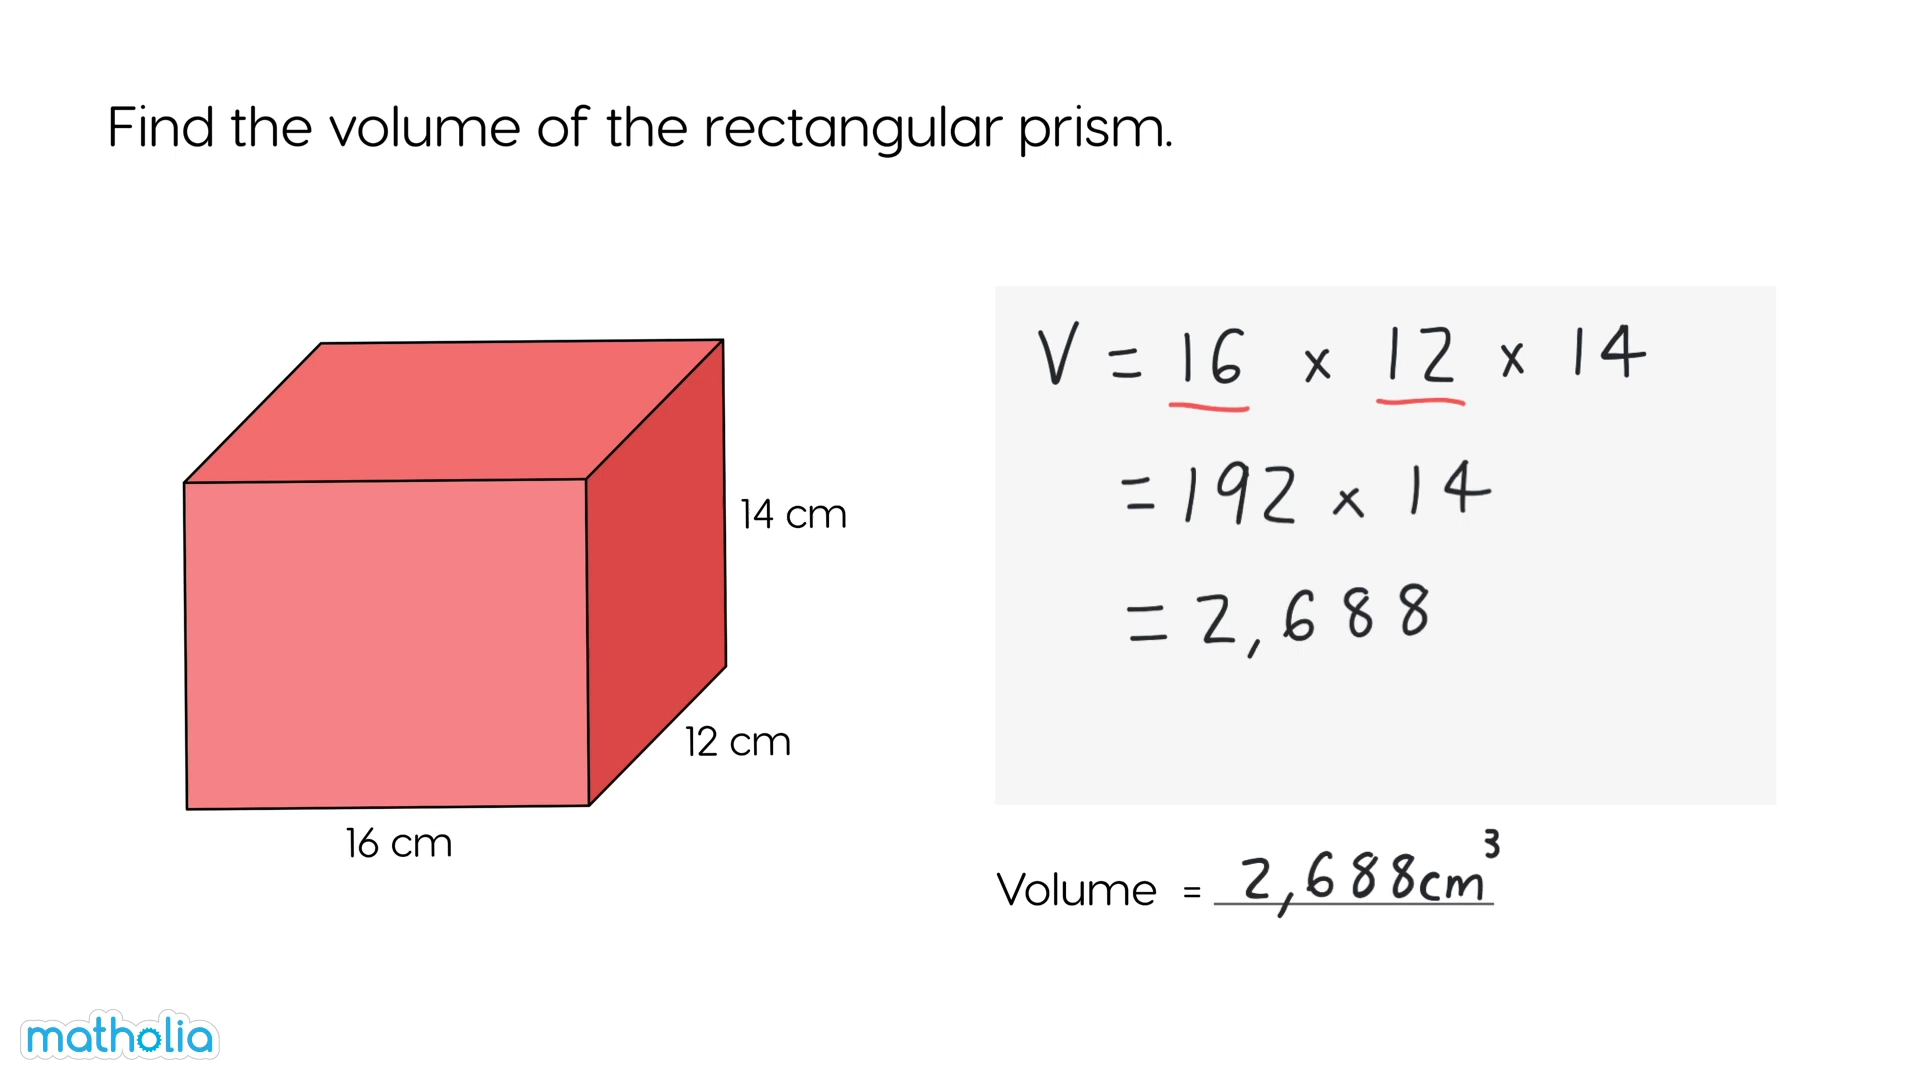 Find the volume of the rectangular prism.
14 cm
12 cm
16 cm
V = 16 x 12 x 14
= 192 x 14
= 2,688
Volume = 2,688cm³
matholia